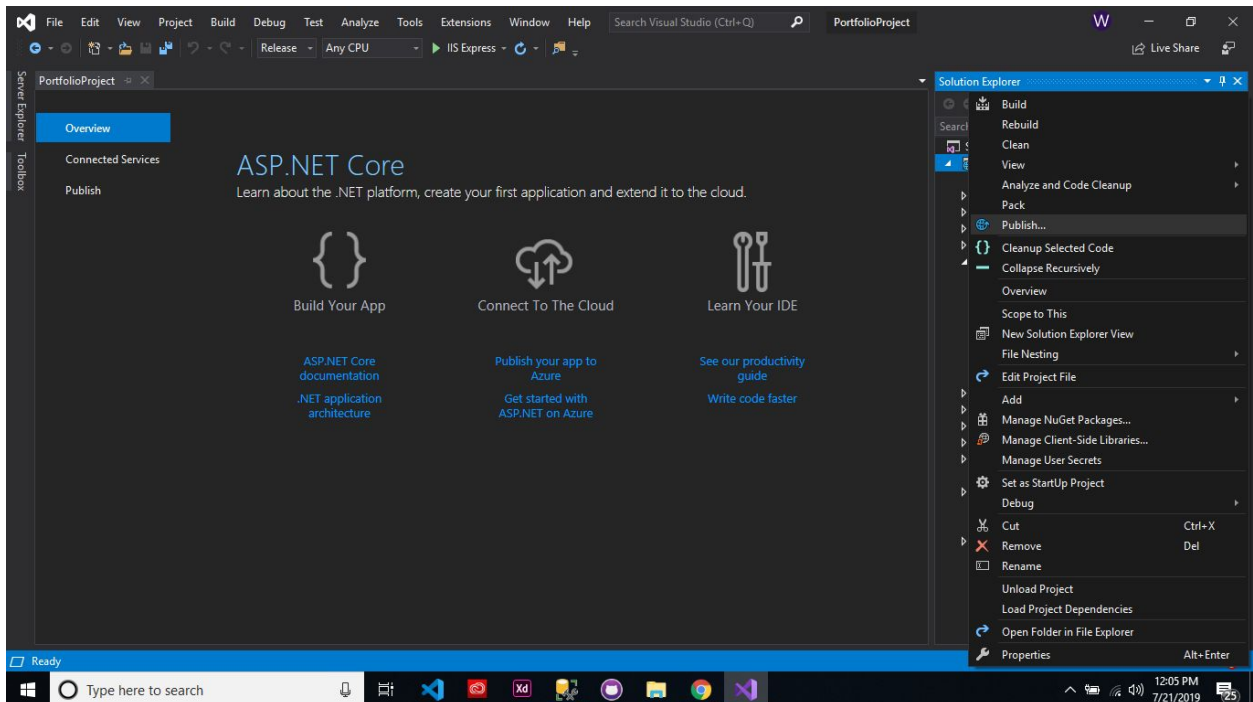 File Edit View Project Build Debug Test Analyze Tools Extensions Window Help Search Visual Studio (Ctrl+Q) PortfolioProject W
Release Any CPU IIS Express Live Share
Server Explorer
Toolbox
PortfolioProject
Overview
Connected Services
Publish
ASP.NET Core
Learn about the .NET platform, create your first application and extend it to the cloud.
Build Your App
Connect To The Cloud
Learn Your IDE
ASP.NET Core
documentation
.NET application
architecture
Publish your app to
Azure
Get started with
ASP.NET on Azure
See our productivity
guide
Write code faster
Solution Explorer
Build
Rebuild
Clean
View
Analyze and Code Cleanup
Pack
Publish...
Cleanup Selected Code
Collapse Recursively
Overview
Scope to This
New Solution Explorer View
File Nesting
Edit Project File
Add
Manage NuGet Packages...
Manage Client-Side Libraries...
Manage User Secrets
Set as StartUp Project
Debug
Cut Ctrl+X
Remove Del
Rename
Unload Project
Load Project Dependencies
Open Folder in File Explorer
Properties Alt+Enter
Ready
Type here to search
Xd
12:05 PM
7/21/2019
25